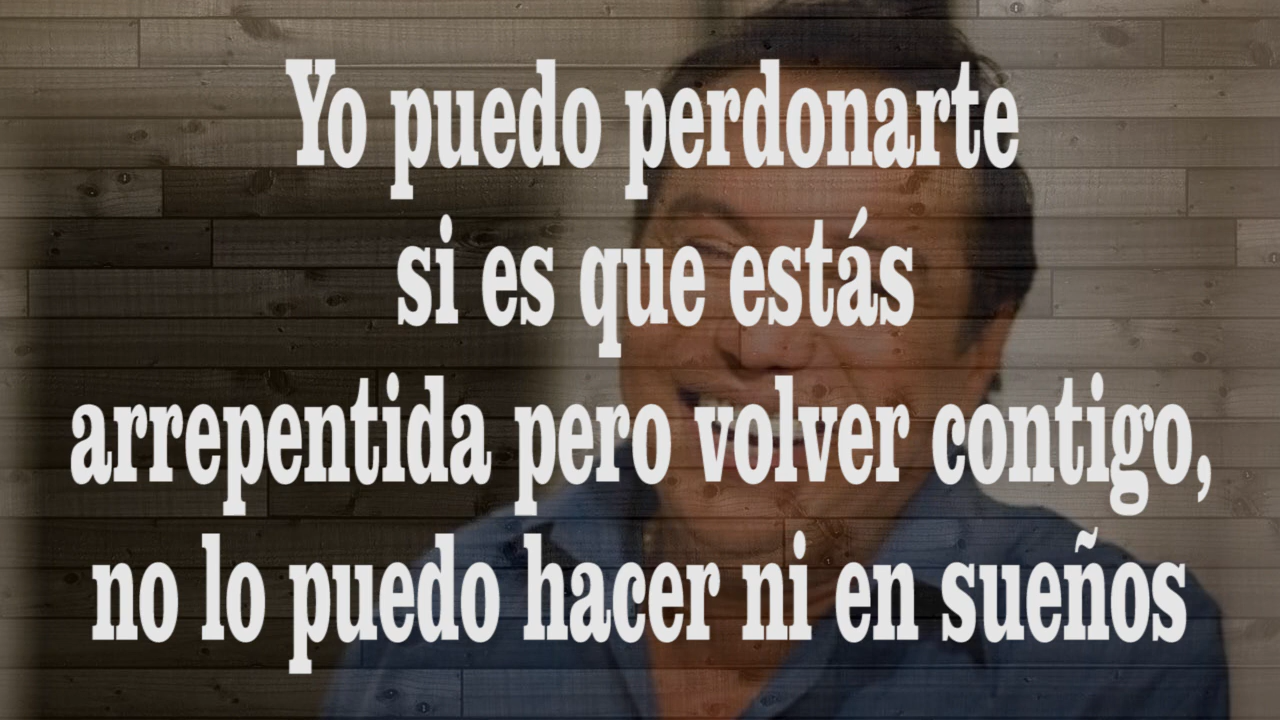 Yo puedo perdonarte
si es que estás
arrepentida pero volver contigo,
no lo puedo hacer ni en sueños